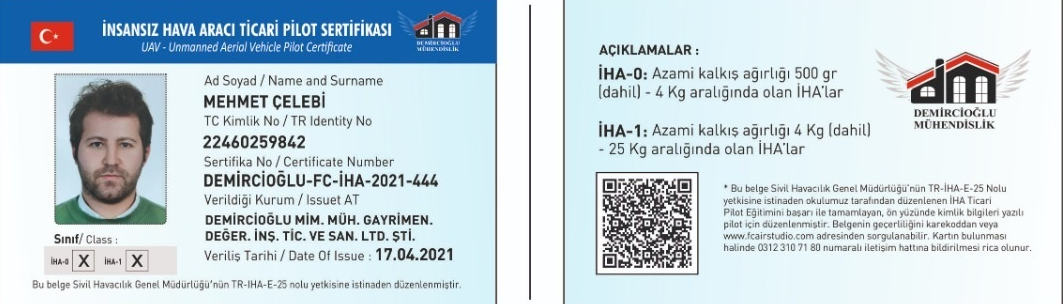 İNSANSIZ HAVA ARACI TİCARİ PİLOT SERTİFİKASI
UAV - Unmanned Aerial Vehicle Pilot Certificate
DEMİRCİOĞLU
MÜHENDİSLİK
Ad Soyad / Name and Surname
MEHMET ÇELEBİ
TC Kimlik No / TR Identity No
22460259842
Sertifika No / Certificate Number
DEMİRCİOĞLU-FC-İHA-2021-444
Verildiği Kurum / Issuet AT
DEMİRCİOĞLU MİM. MÜH. GAYRİMEN.
DEĞER. İNŞ. TİC. VE SAN. LTD. ŞTİ.
Veriliş Tarihi / Date Of Issue : 17.04.2021
Sınıf/ Class :
İHA-0 X İHA-1 X
Bu belge Sivil Havacılık Genel Müdürlüğü'nün TR-IHA-E-25 nolu yetkisine istinaden düzenlenmiştir.
AÇIKLAMALAR :
İHA-0: Azami kalkış ağırlığı 500 gr
(dahil) - 4 Kg aralığında olan İHA'lar
İHA-1: Azami kalkış ağırlığı 4 Kg (dahil)
- 25 Kg aralığında olan İHA'lar
DEMİRCİOĞLU
MÜHENDİSLİK
* Bu belge Sivil Havacılık Genel Müdürlüğü'nün TR-İHA-E-25 Nolu
yetkisine istinaden okulumuz tarafından düzenlenen İHA Ticari
Pilot Eğitimini başarı ile tamamlayan, ön yüzünde kimlik bilgileri yazılı
pilot için düzenlenmiştir. Belgenin geçerliliğini karekoddan veya
www.fcairstudio.com adresinden sorgulanabilir. Kartın bulunması
halinde 0312 310 71 80 numaralı iletişim hattına bildirilmesi rica olunur.